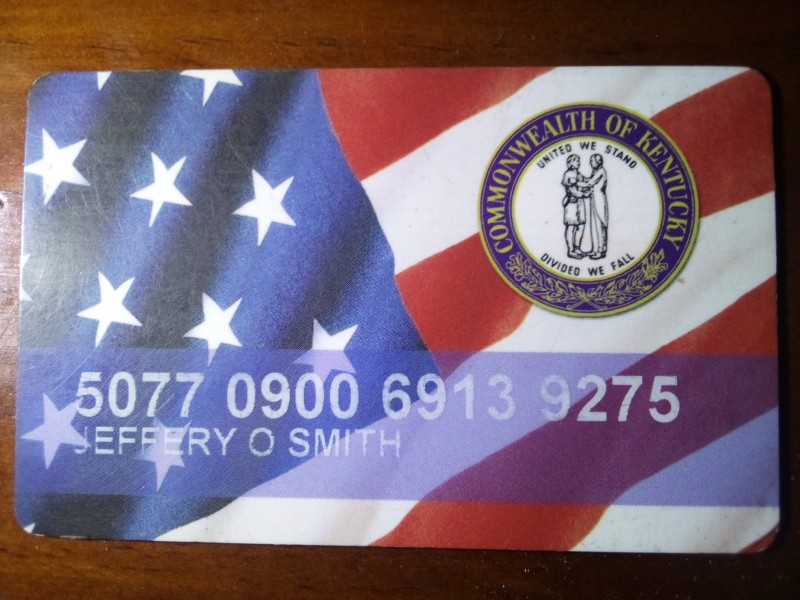 COMMONWEALTH OF KENTUCKY
UNITED WE STAND
DIVIDED WE FALL
5077 0900 6913 9275
JEFFERY O SMITH